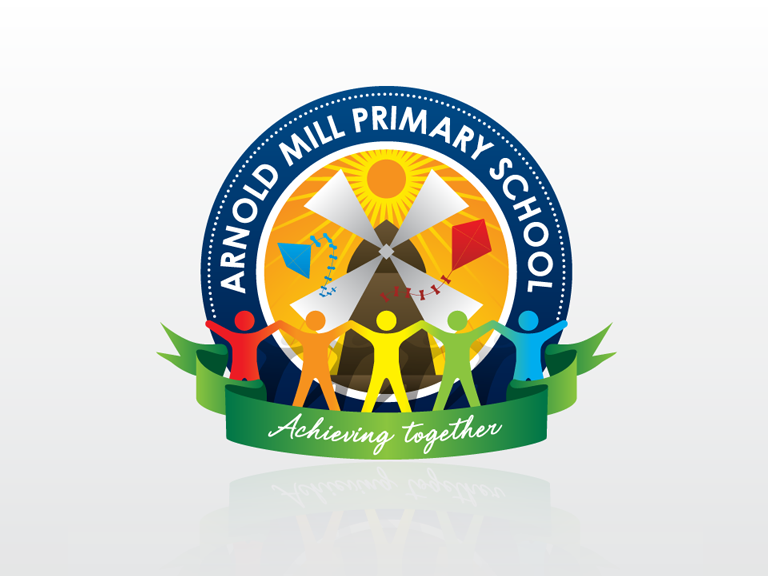 ARNOLD MILL PRIMARY SCHOOL
Achieving together